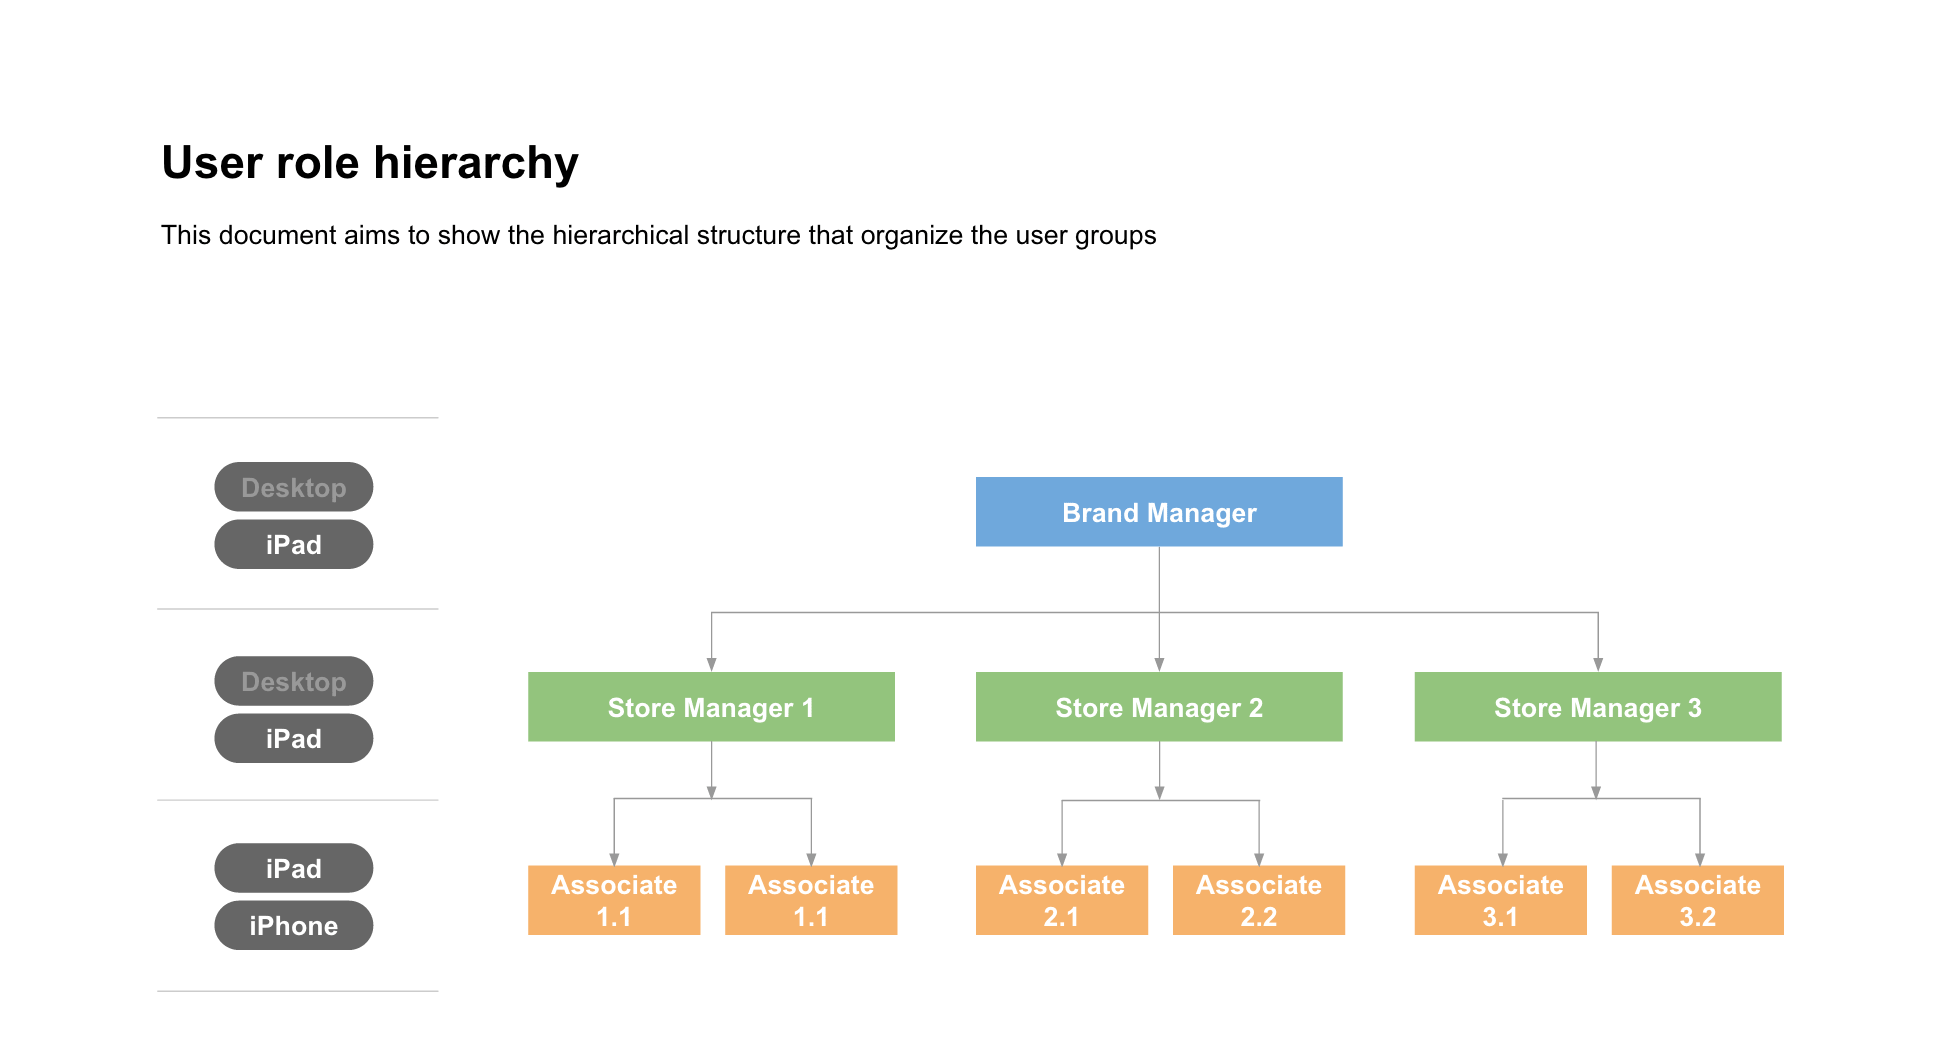 User role hierarchy
This document aims to show the hierarchical structure that organize the user groups
Desktop
iPad
Brand Manager
Desktop
iPad
Store Manager 1
Store Manager 2
Store Manager 3
iPad
iPhone
Associate
1.1
Associate
1.1
Associate
2.1
Associate
2.2
Associate
3.1
Associate
3.2